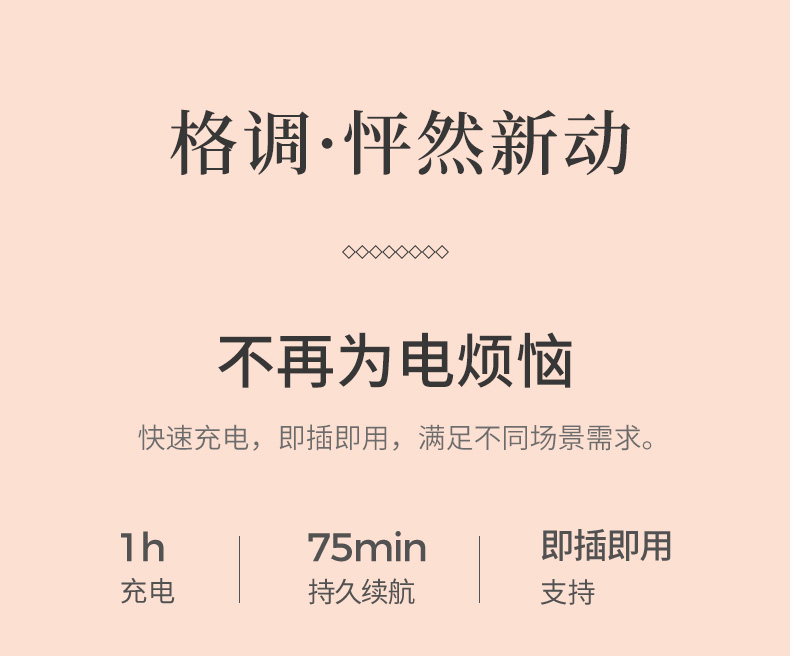 格调·怦然新动
不再为电烦恼
快速充电，即插即用，满足不同场景需求。
1h
充电
75min
持久续航
即插即用
支持